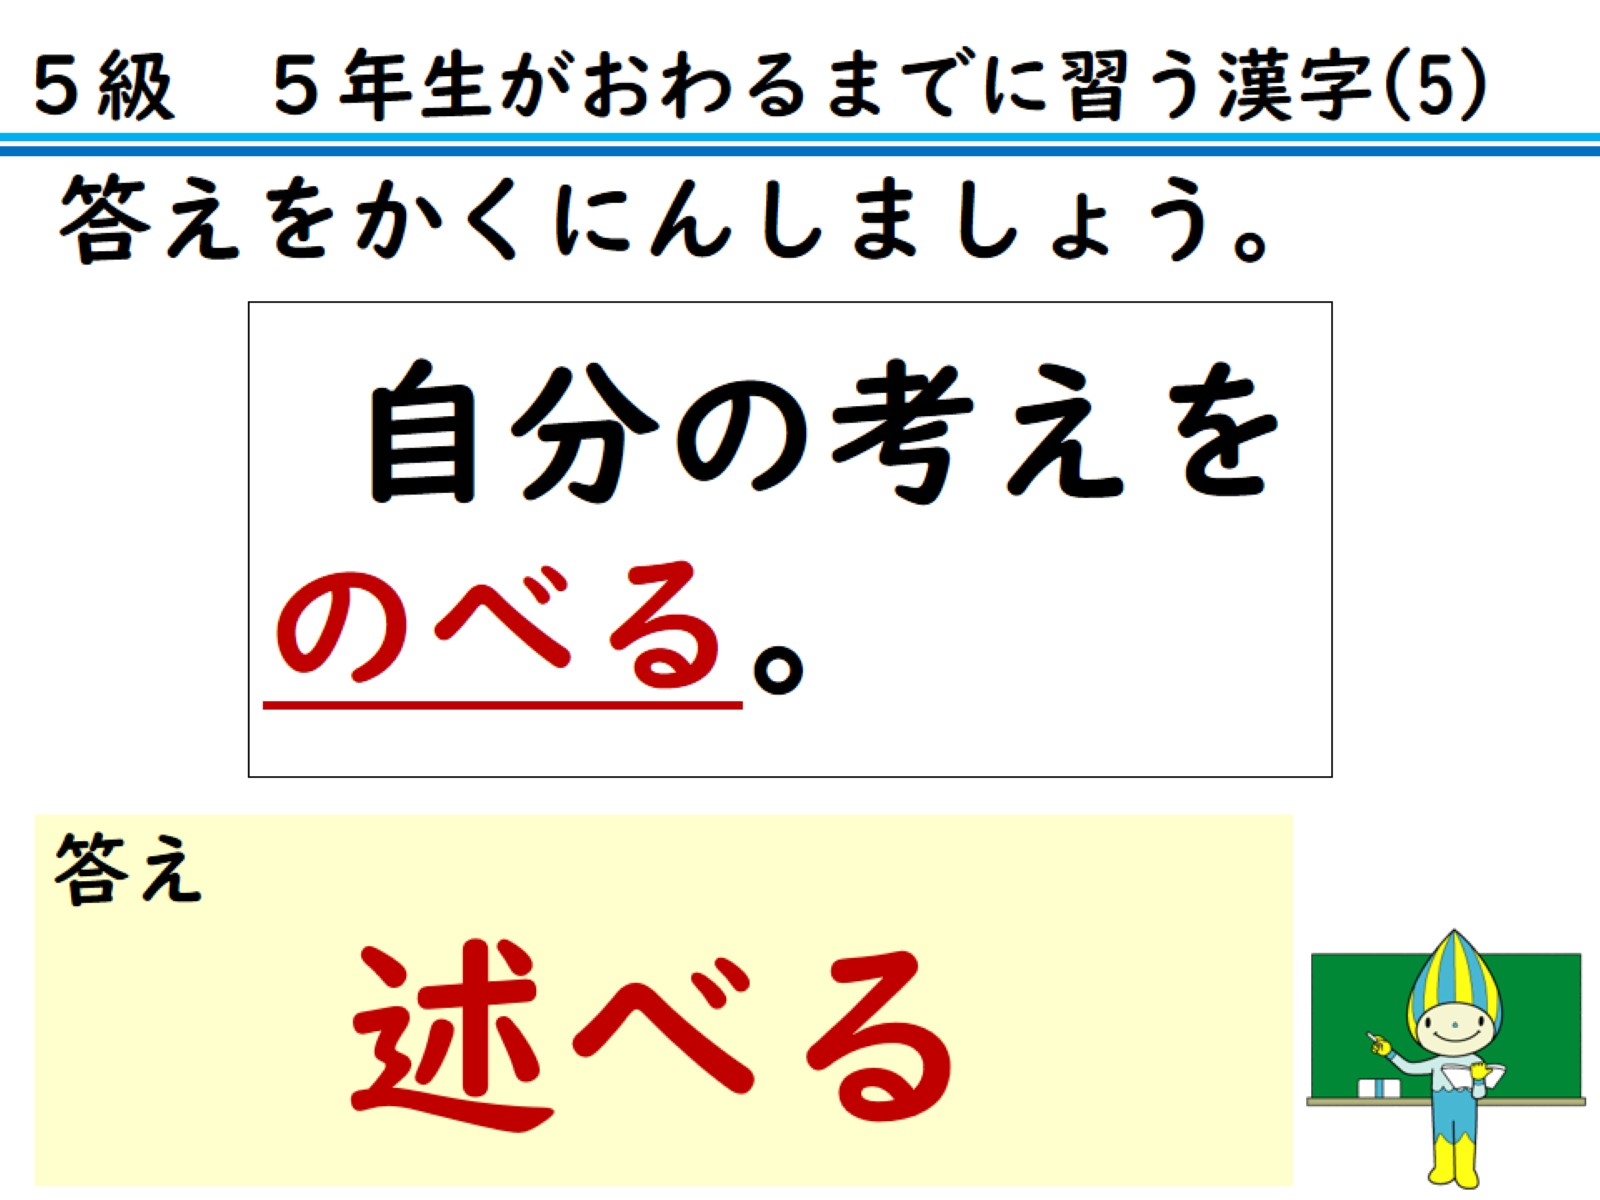 ５級　５年生がおわるまでに習う漢字(5)
答えをかくにんしましょう。
自分の考えを
のべる。
答え
述べる